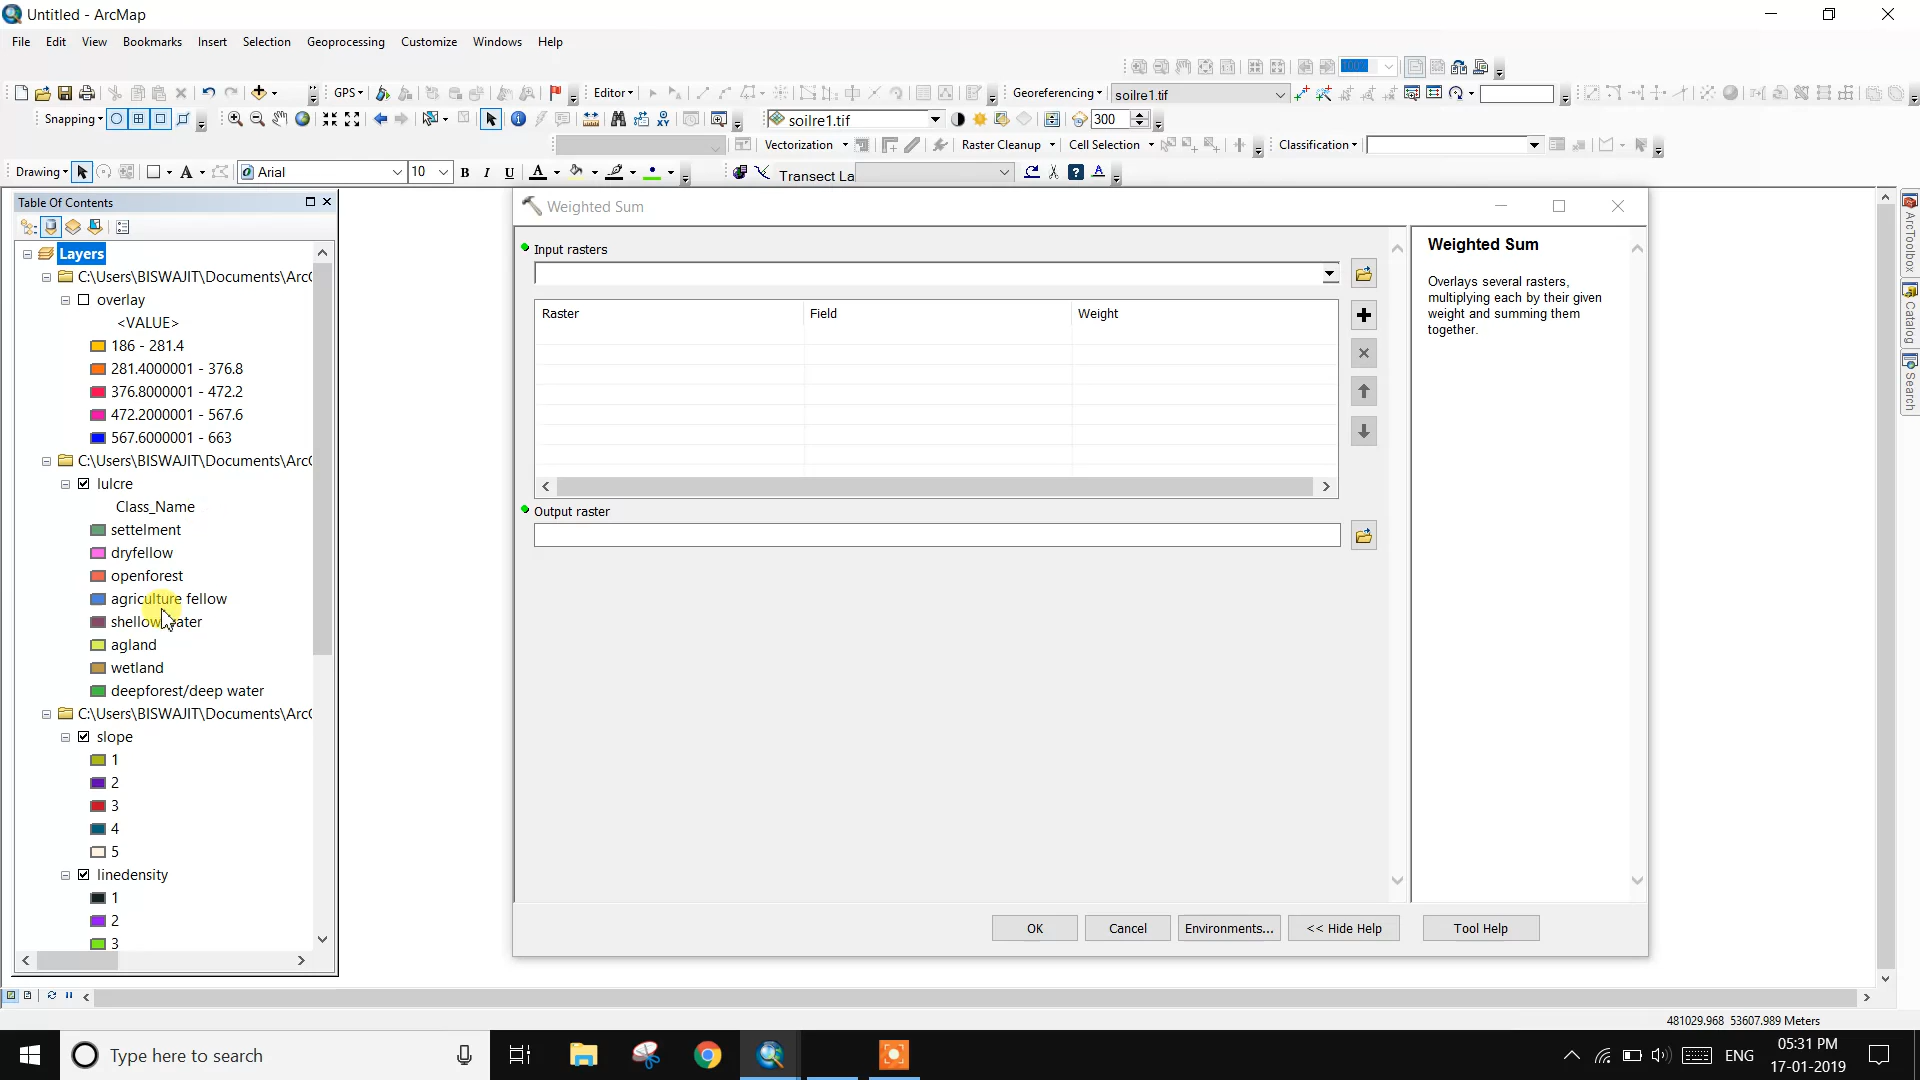 Untitled - ArcMap
File Edit View Bookmarks Insert Selection Geoprocessing Customize Windows Help
GPS Editor Georeferencing soilre1.tif
Snapping soilre1.tif 300
Vectorization Raster Cleanup Cell Selection Classification
Drawing Arial 10 B I U A Transect La
Table Of Contents
Layers
C:\Users\BISWAJIT\Documents\Arc
overlay
<VALUE>
186 - 281.4
281.4000001 - 376.8
376.8000001 - 472.2
472.2000001 - 567.6
567.6000001 - 663
C:\Users\BISWAJIT\Documents\Arc
lulcre
Class_Name
settelment
dryfellow
openforest
agriculture fellow
shellow ater
agland
wetland
deepforest/deep water
C:\Users\BISWAJIT\Documents\Arc
slope
1
2
3
4
5
linedensity
1
2
3
Weighted Sum
Input rasters
Raster Field Weight
Output raster
OK Cancel Environments... << Hide Help Tool Help
Weighted Sum
Overlays several rasters,
multiplying each by their given
weight and summing them
together.
ArcToolbox
Catalog
Search
481029.968 53607.989 Meters
Type here to search
ENG
05:31 PM
17-01-2019